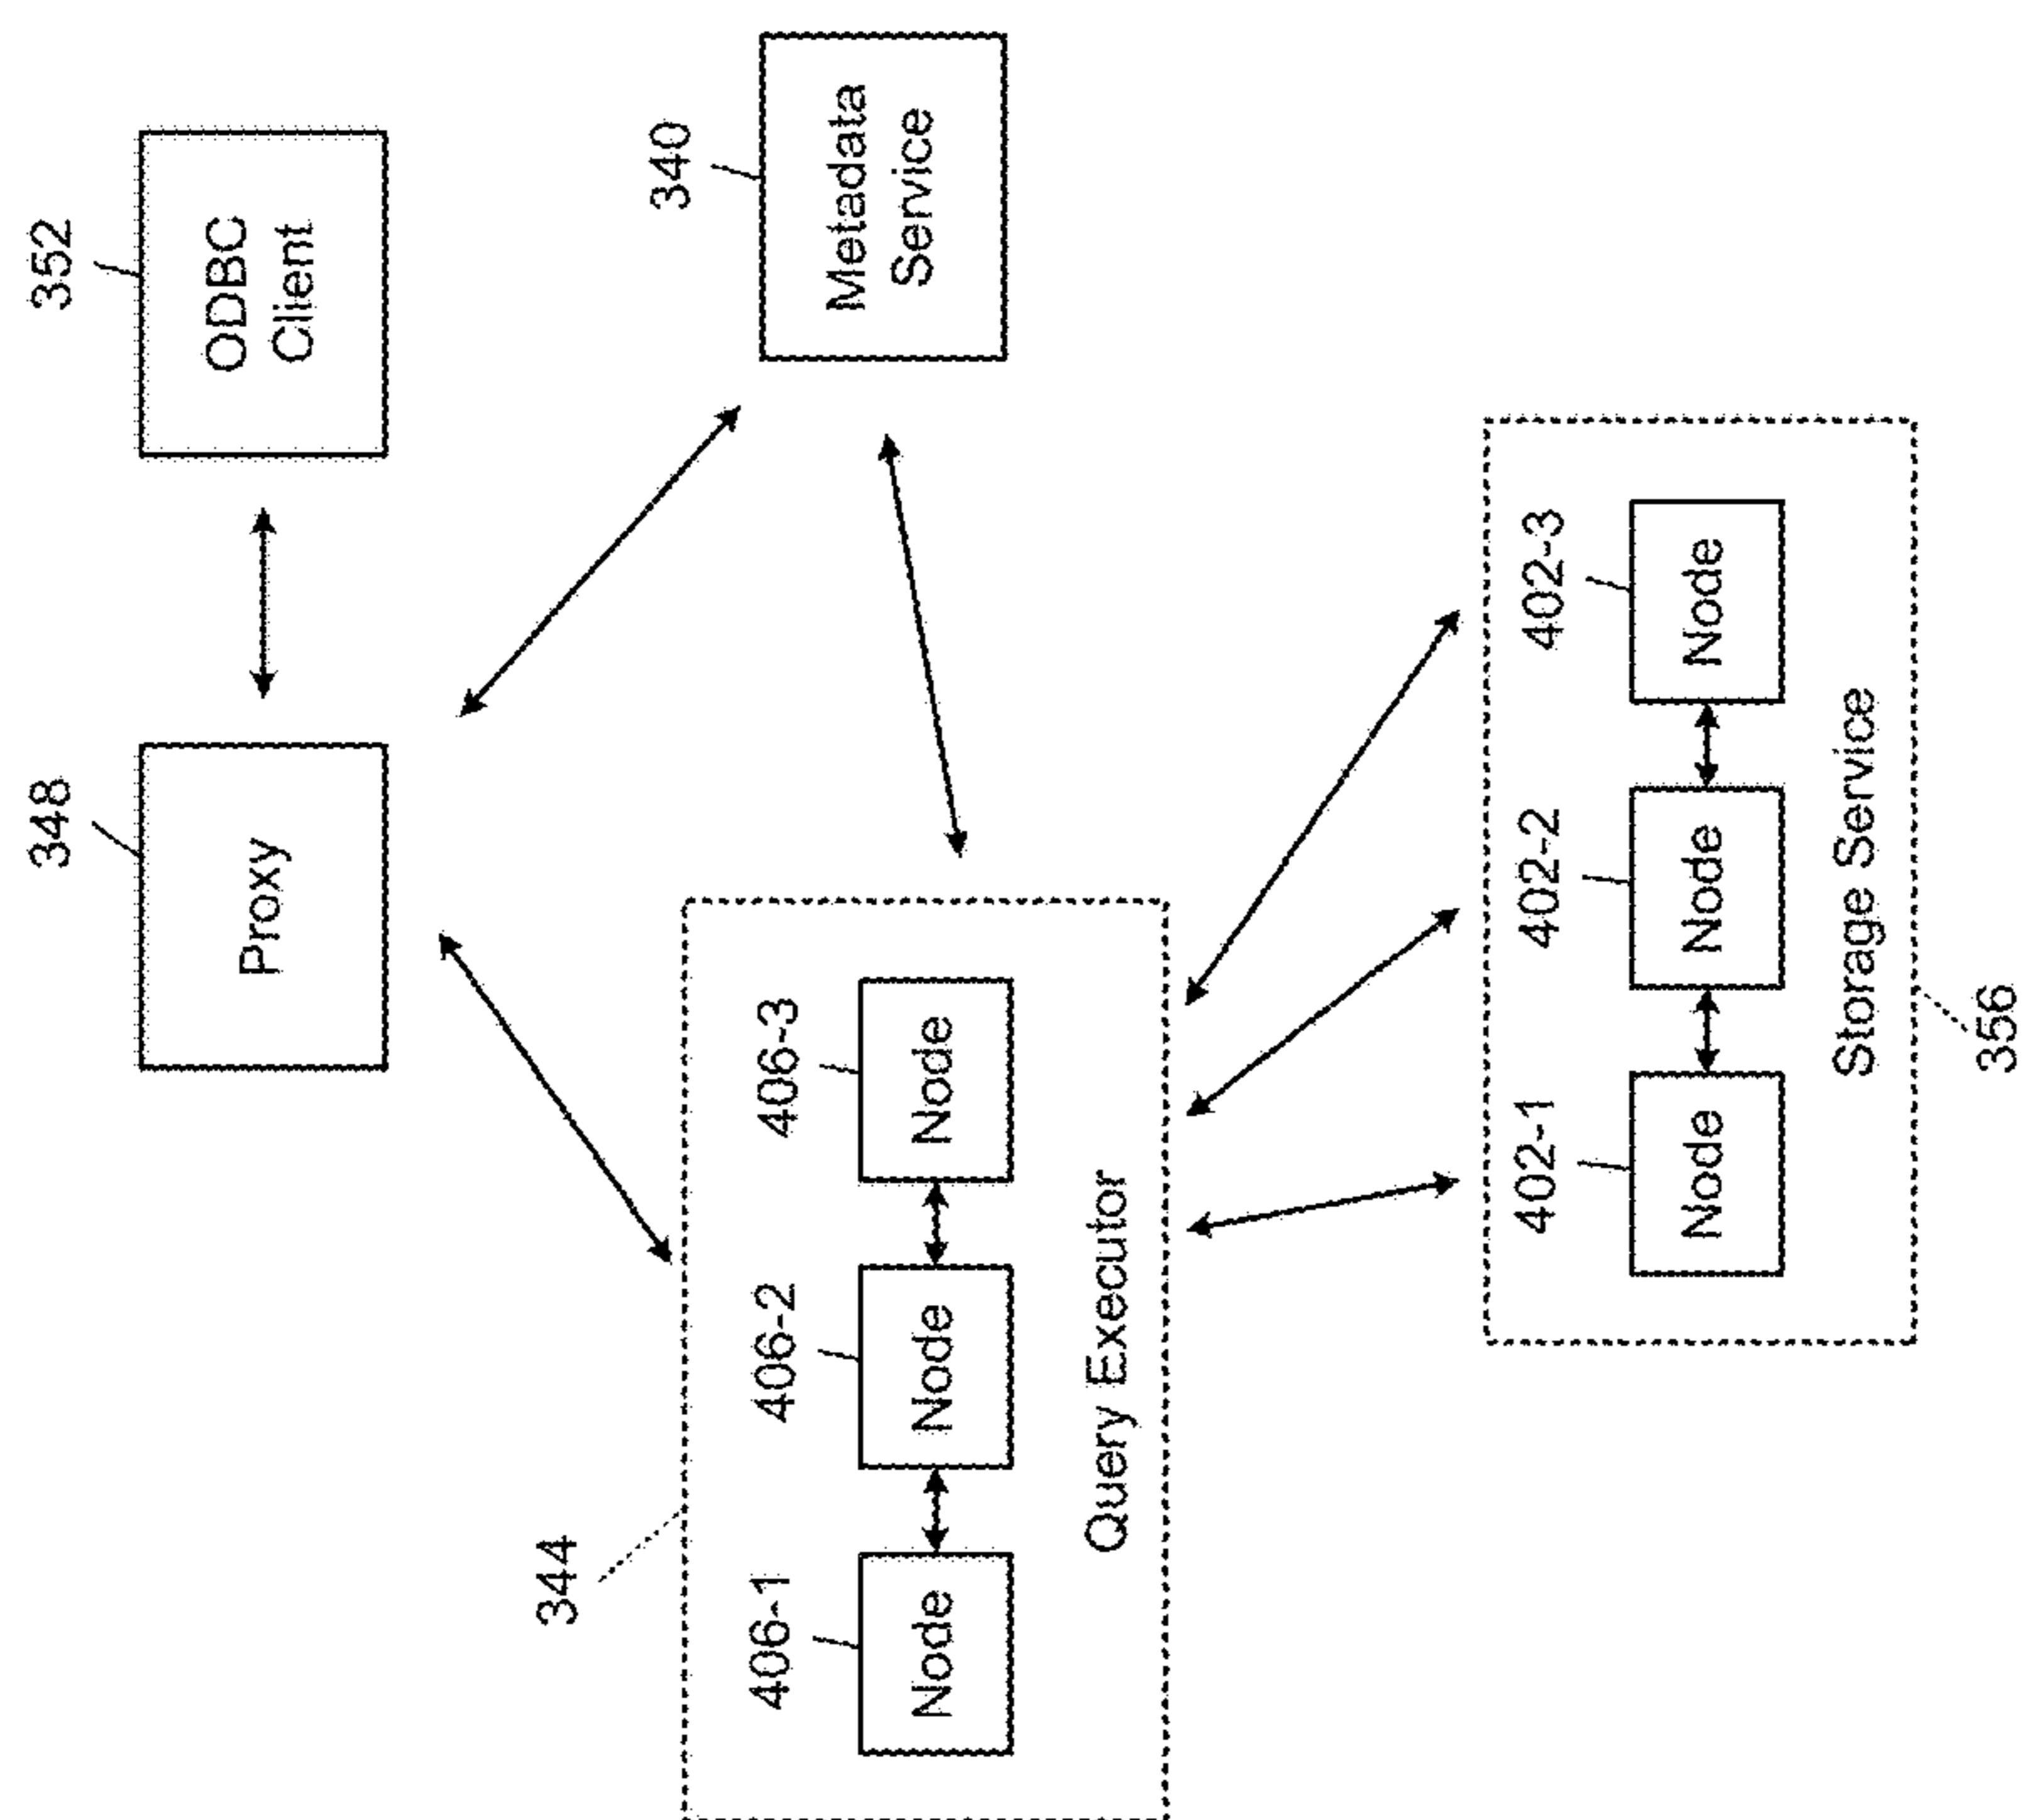 348
Proxy
352
ODBC
Client
340
Metadata
Service
344
406-1
Node
406-2
Node
406-3
Node
Query Executor
402-1
Node
402-2
Node
402-3
Node
Storage Service
356